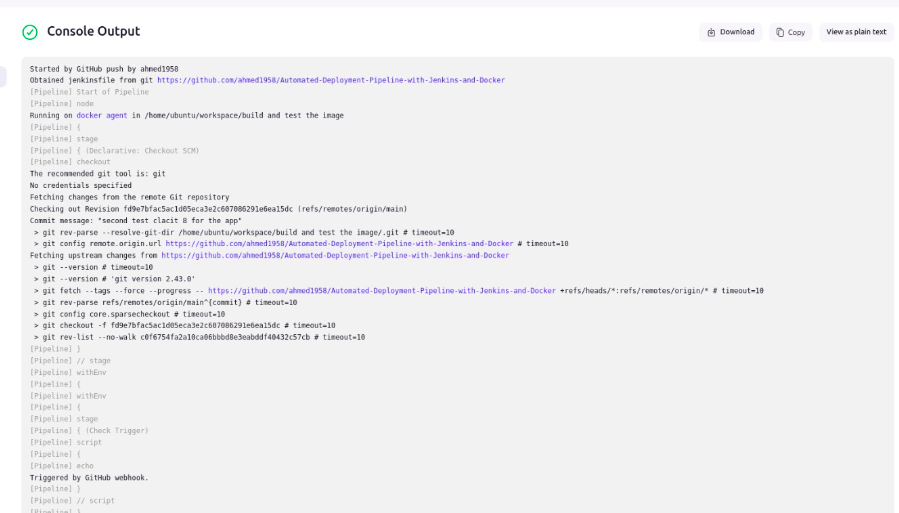 Console Output
Download
Copy
View as plain text
Started by GitHub push by ahmed1958
Obtained jenkinsfile from git https://github.com/ahmed1958/Automated-Deployment-Pipeline-with-Jenkins-and-Docker
[Pipeline] Start of Pipeline
[Pipeline] node
Running on docker agent in /home/ubuntu/workspace/build and test the image
[Pipeline] {
[Pipeline] stage
[Pipeline] { (Declarative: Checkout SCM)
[Pipeline] checkout
The recommended git tool is: git
No credentials specified
Fetching changes from the remote Git repository
Checking out Revision fd9e7bfac5ac1d05eca3e2c607086291e6ea15dc (refs/remotes/origin/main)
Commit message: "second test clacit 8 for the app"
> git rev-parse --resolve-git-dir /home/ubuntu/workspace/build and test the image/.git # timeout=10
> git config remote.origin.url https://github.com/ahmed1958/Automated-Deployment-Pipeline-with-Jenkins-and-Docker # timeout=10
Fetching upstream changes from https://github.com/ahmed1958/Automated-Deployment-Pipeline-with-Jenkins-and-Docker
> git --version # timeout=10
> git --version # 'git version 2.43.0'
> git fetch --tags --force --progress -- https://github.com/ahmed1958/Automated-Deployment-Pipeline-with-Jenkins-and-Docker +refs/heads/*:refs/remotes/origin/* # timeout=10
> git rev-parse refs/remotes/origin/main^{commit} # timeout=10
> git config core.sparsecheckout # timeout=10
> git checkout -f fd9e7bfac5ac1d05eca3e2c607086291e6ea15dc # timeout=10
> git rev-list --no-walk c0f6754fa2a10ca06bbbd8e3eabddf40432c57cb # timeout=10
[Pipeline] }
[Pipeline] // stage
[Pipeline] withEnv
[Pipeline] {
[Pipeline] withEnv
[Pipeline] {
[Pipeline] stage
[Pipeline] { (Check Trigger)
[Pipeline] script
[Pipeline] {
[Pipeline] echo
Triggered by GitHub webhook.
[Pipeline] }
[Pipeline] // script
[Pipeline] }